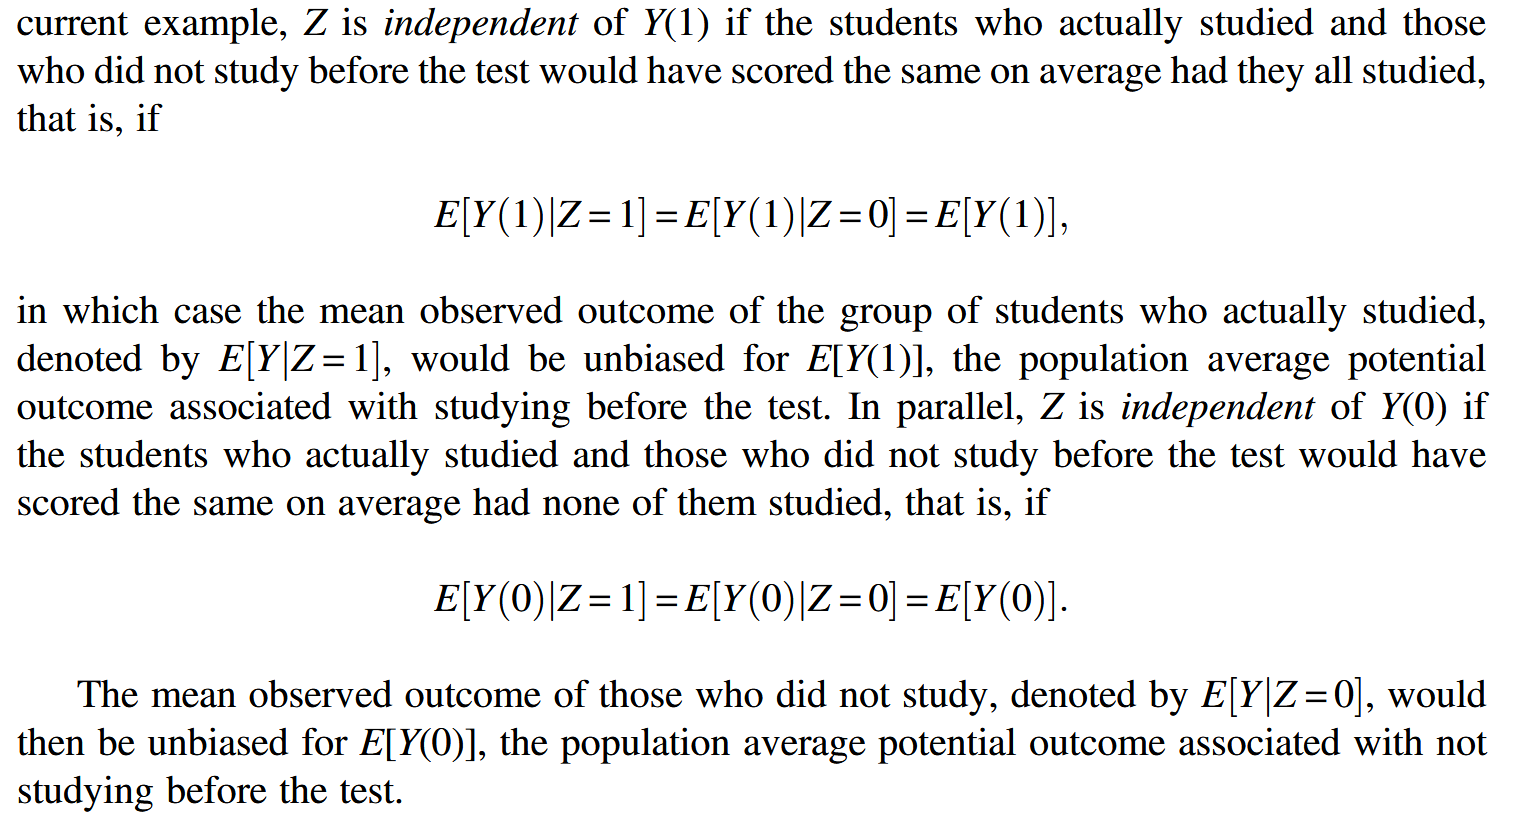 current example, Z is independent of Y(1) if the students who actually studied and those
who did not study before the test would have scored the same on average had they all studied,
that is, if
E[Y(1)|Z=1]=E[Y(1)|Z=0]=E[Y(1)],
in which case the mean observed outcome of the group of students who actually studied,
denoted by E[Y|Z=1], would be unbiased for E[Y(1)], the population average potential
outcome associated with studying before the test. In parallel, Z is independent of Y(0) if
the students who actually studied and those who did not study before the test would have
scored the same on average had none of them studied, that is, if
E[Y(0)|Z=1]=E[Y(0)|Z=0]=E[Y(0)].
The mean observed outcome of those who did not study, denoted by E[Y|Z=0], would
then be unbiased for E[Y(0)], the population average potential outcome associated with not
studying before the test.